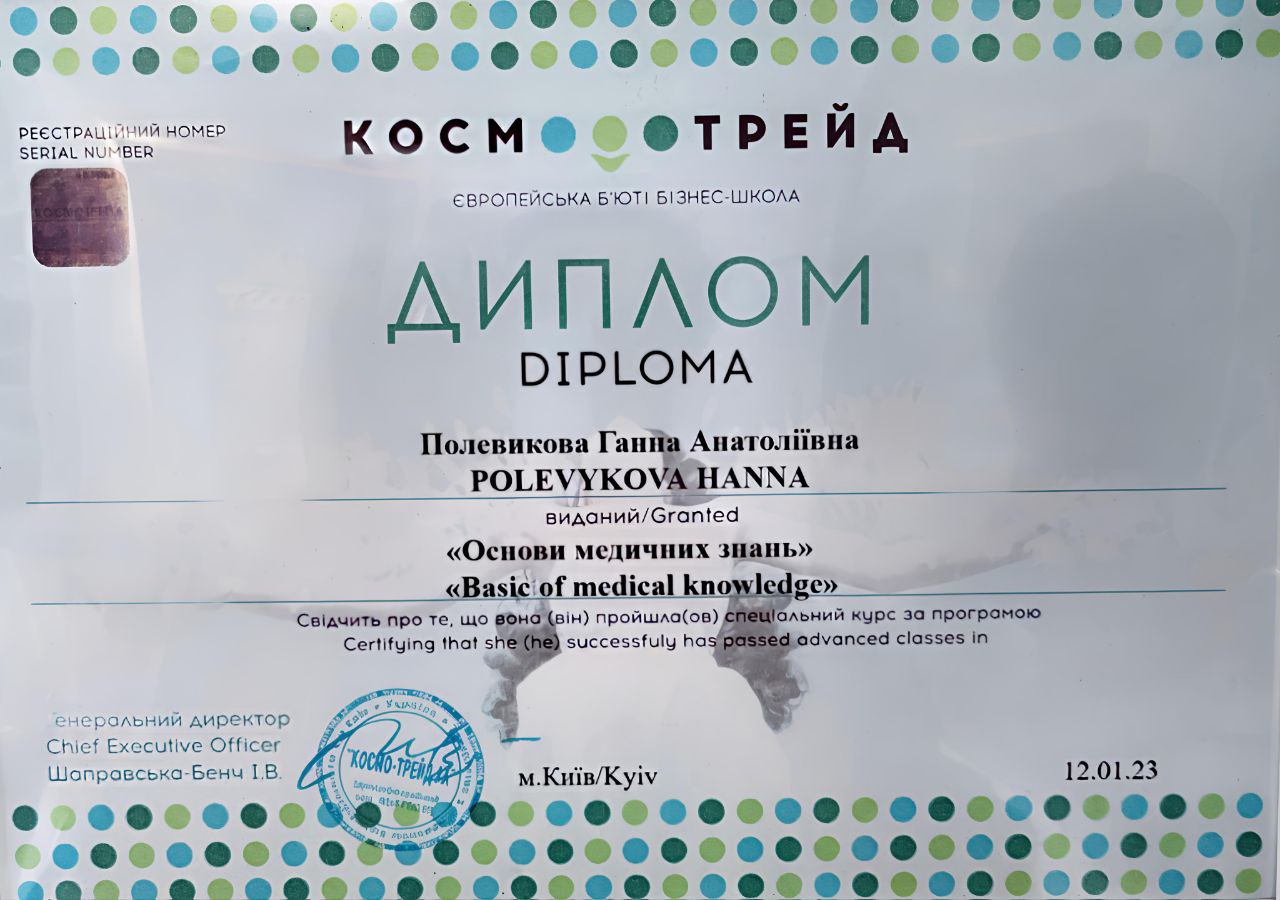 РЕЄСТРАЦІЙНИЙ НОМЕР
SERIAL NUMBER
КОСМО ТРЕЙД
ЄВРОПЕЙСЬКА Б'ЮТІ БІЗНЕС-ШКОЛА
ДИПЛОМ
DIPLOMA
Полевикова Ганна Анатоліївна
POLEVYKOVA HANNA
виданий/Granted
«Основи медичних знань»
«Basic of medical knowledge»
Свідчить про те, що вона (він) пройшла(ов) спеціальний курс за програмою
Certifying that she (he) successfuly has passed advanced classes in
Генеральний директор
Chief Executive Officer
Шаправська-Бенч І.В.
Україна
"КОСМО-ТРЕЙД"
м.Київ/Kyiv
12.01.23